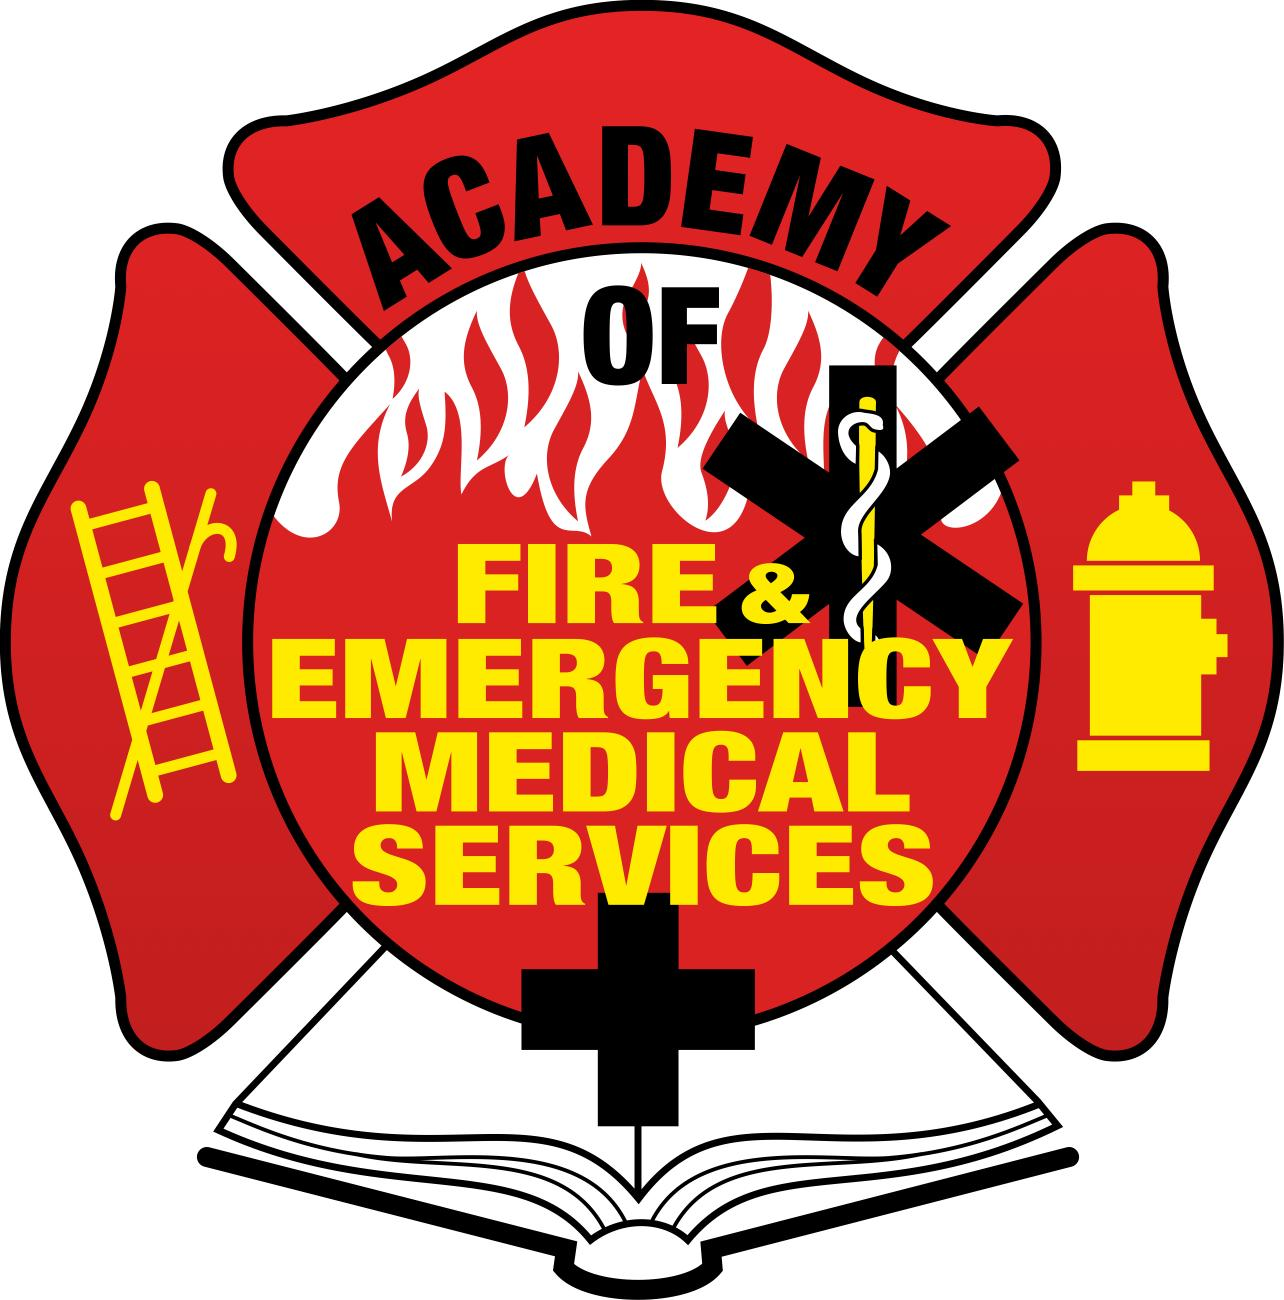 ACADEMY
OF
FIRE &
EMERGENCY
MEDICAL
SERVICES